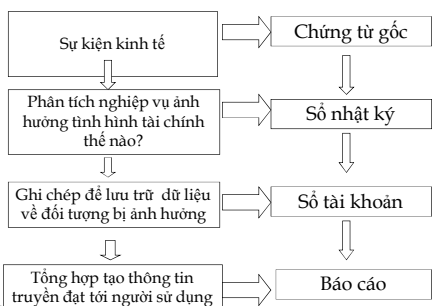 Sự kiện kinh tế
Chứng từ gốc
Phân tích nghiệp vụ ảnh
hưởng tình hình tài chính
thế nào?
Sổ nhật ký
Ghi chép để lưu trữ dữ liệu
về đối tượng bị ảnh hưởng
Sổ tài khoản
Tổng hợp tạo thông tin
truyền đạt tới người sử dụng
Báo cáo